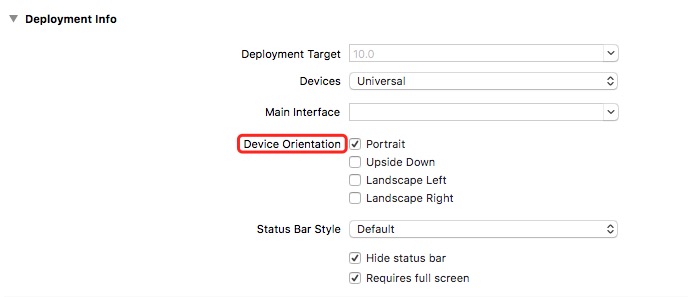 Deployment Info
Deployment Target 10.0
Devices Universal
Main Interface
Device Orientation Portrait
Upside Down
Landscape Left
Landscape Right
Status Bar Style Default
Hide status bar
Requires full screen